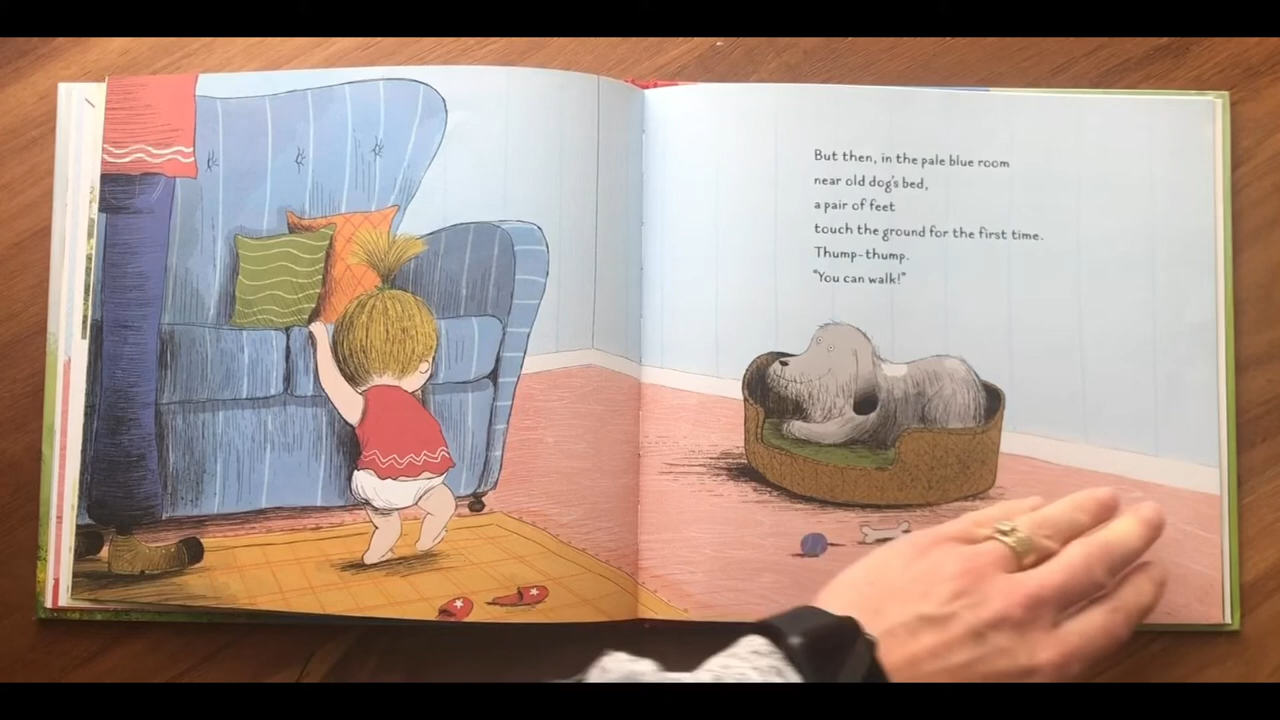 But then, in the pale blue room
near old dog's bed,
a pair of feet
touch the ground for the first time.
Thump-thump.
"You can walk!"